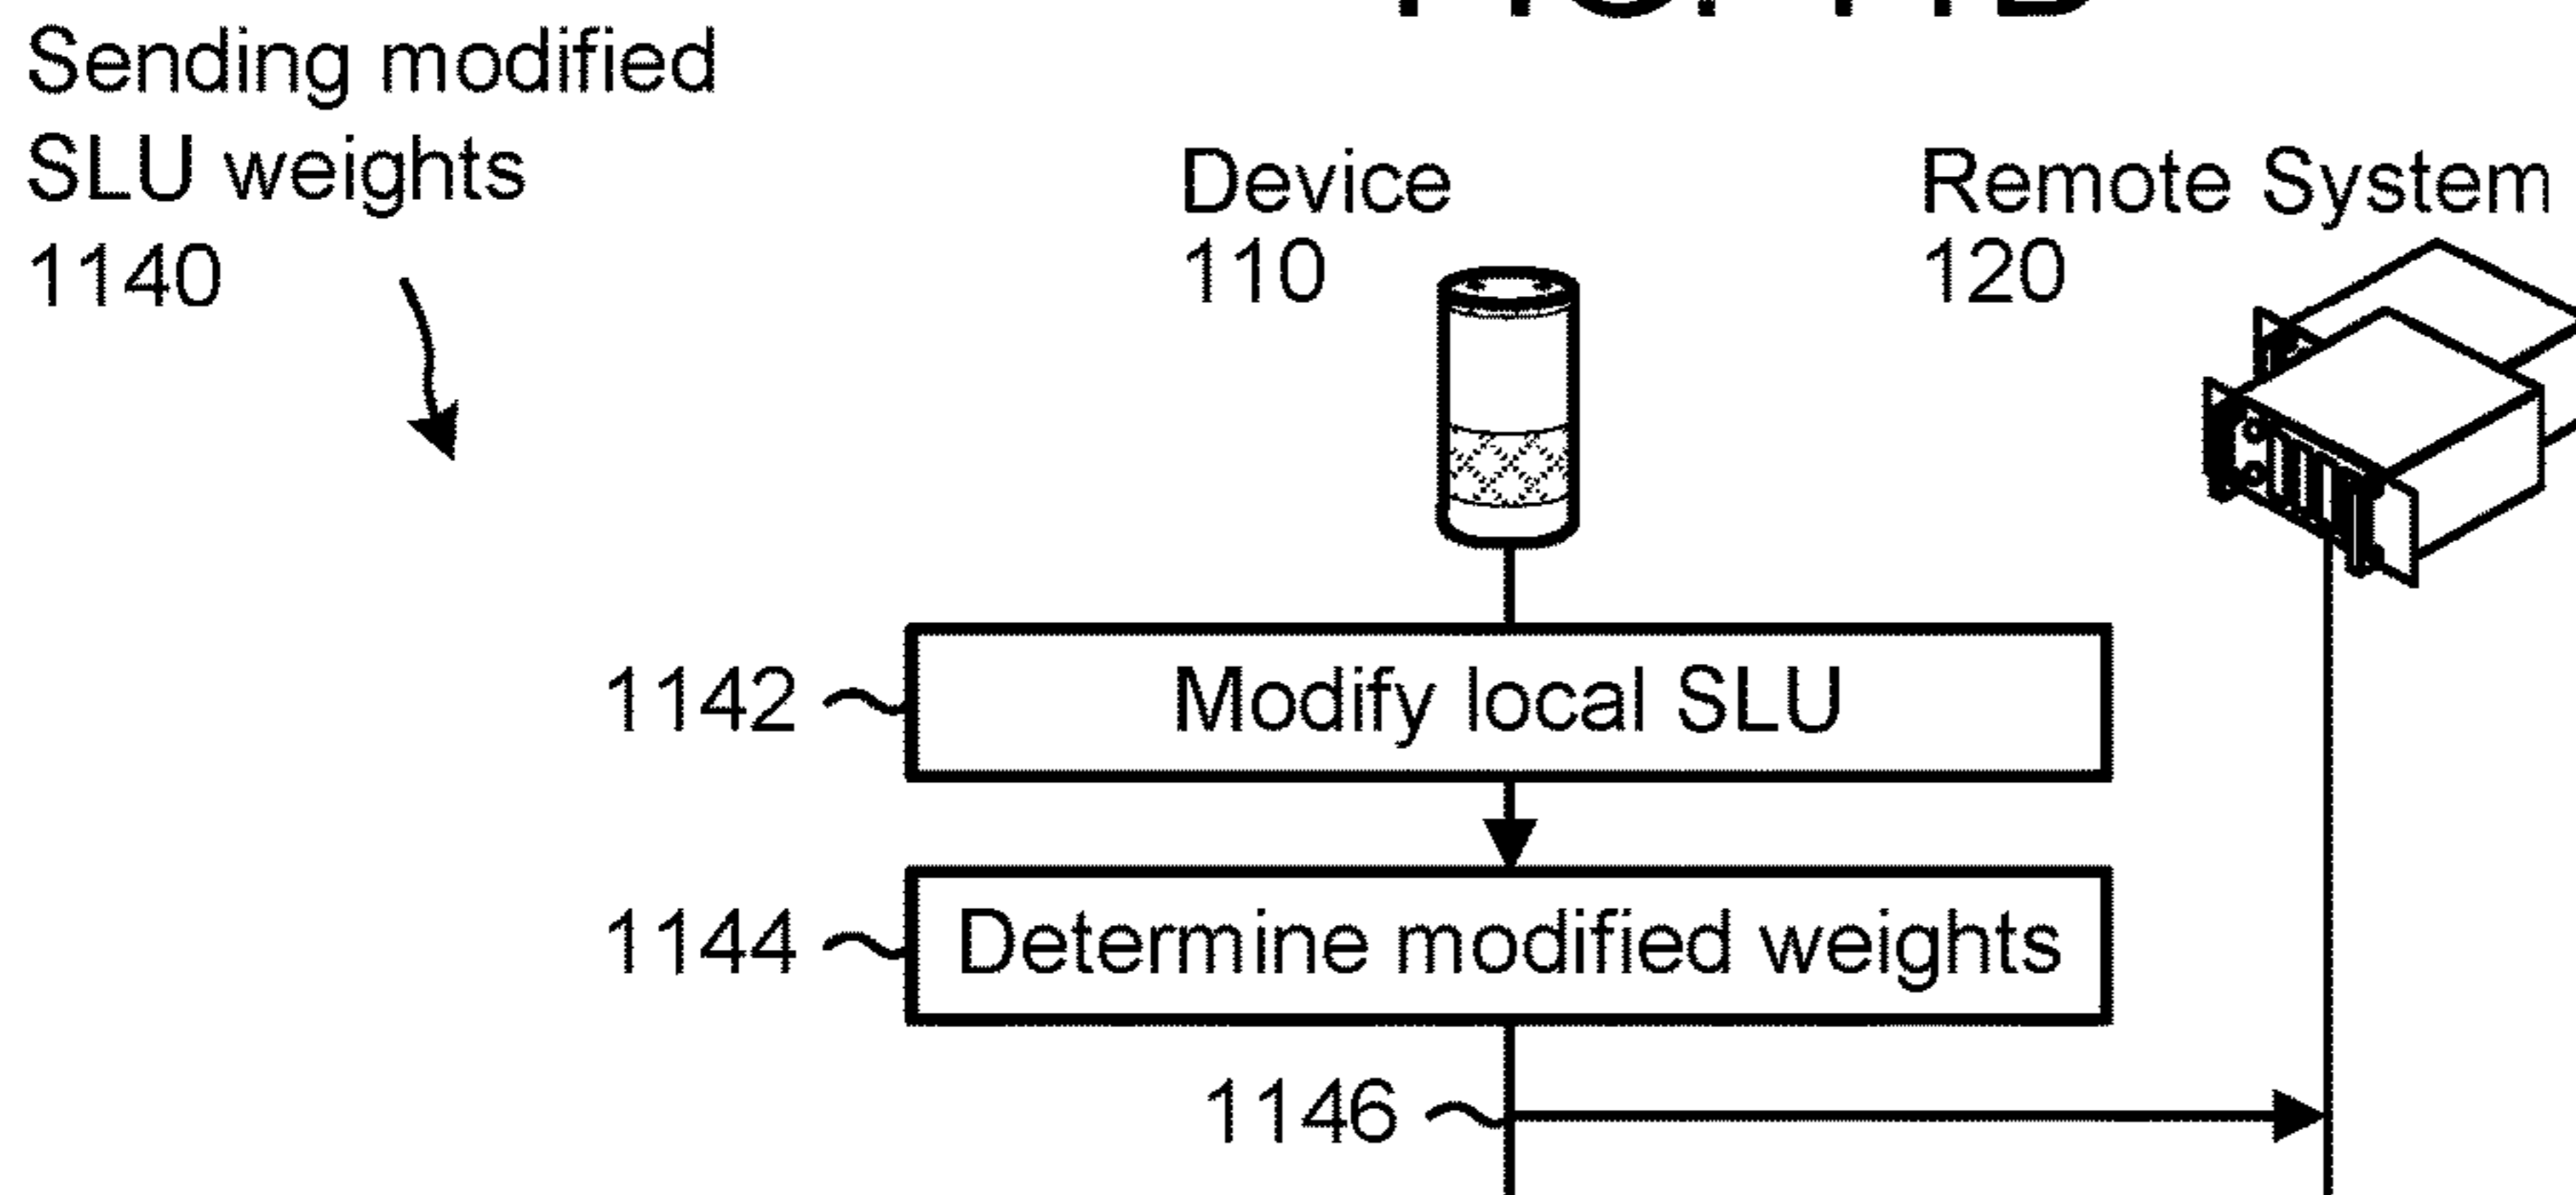 Sending modified
SLU weights
1140
Device
110
Remote System
120
1142
Modify local SLU
1144
Determine modified weights
1146